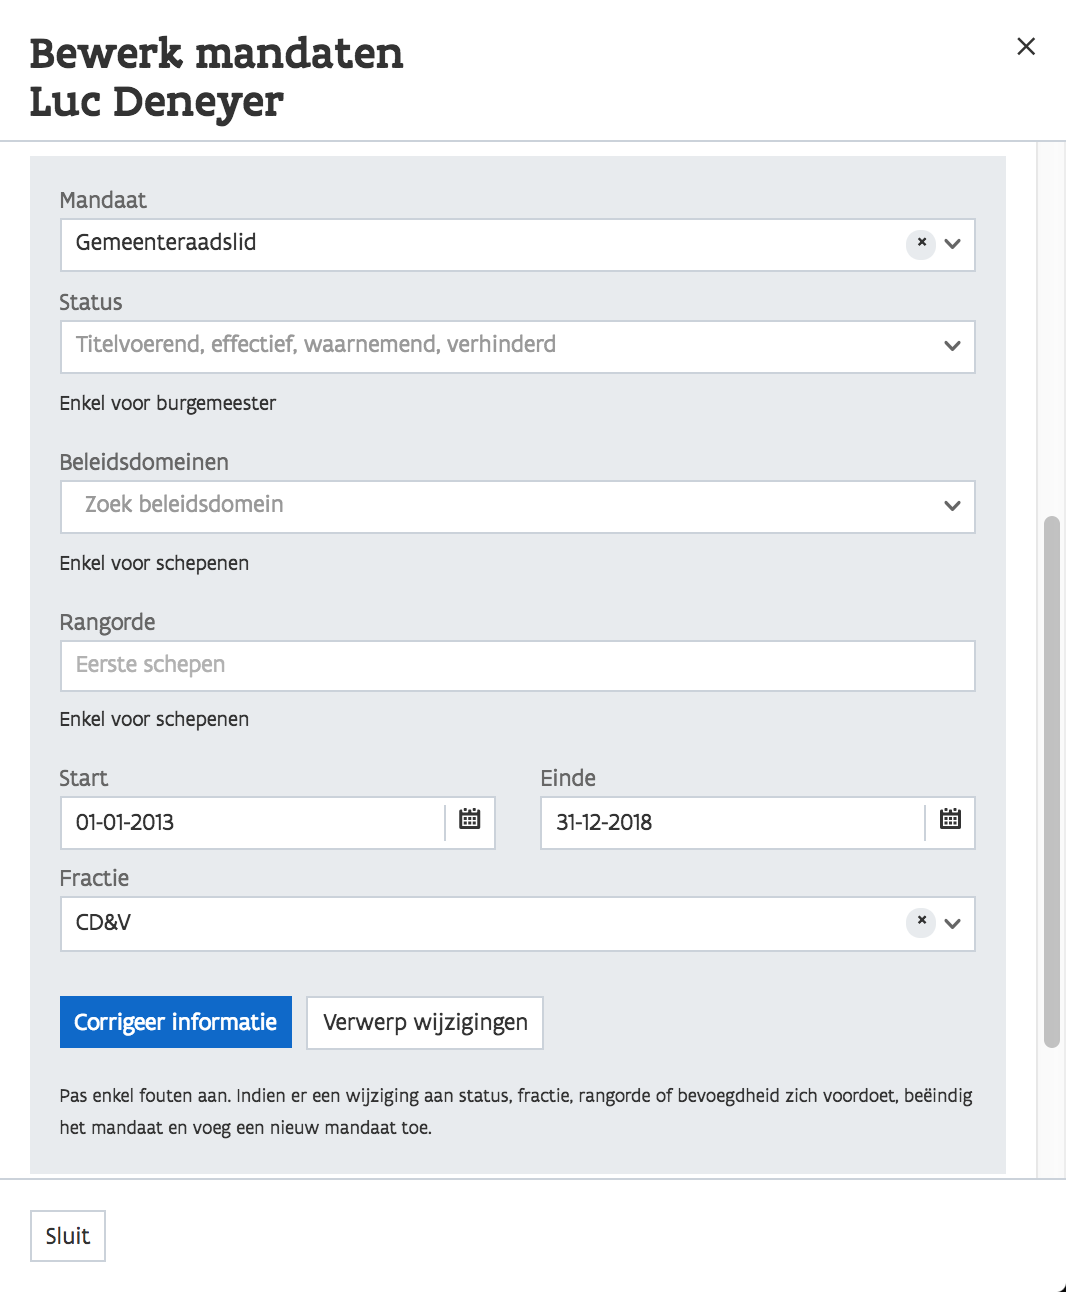 Bewerk mandaten
Luc Deneyer
Mandaat
Gemeenteraadslid
Status
Titelvoerend, effectief, waarnemend, verhinderd
Enkel voor burgemeester
Beleidsdomeinen
Zoek beleidsdomein
Enkel voor schepenen
Rangorde
Eerste schepen
Enkel voor schepenen
Start
Einde
01-01-2013
31-12-2018
Fractie
CD&V
Corrigeer informatie
Verwerp wijzigingen
Pas enkel fouten aan. Indien er een wijziging aan status, fractie, rangorde of bevoegdheid zich voordoet, beëindig
het mandaat en voeg een nieuw mandaat toe.
Sluit